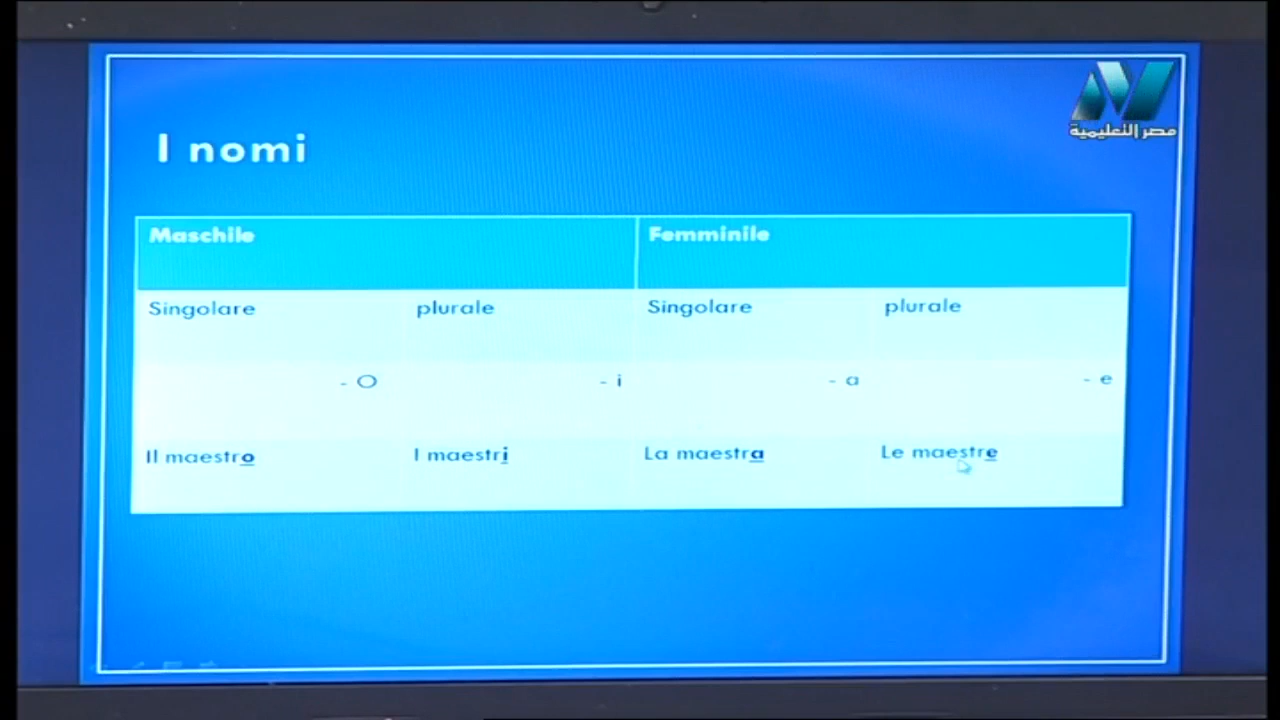 مصر التعليمية
I nomi
Maschile Femminile
Singolare plurale Singolare plurale
- O - i - a - e
Il maestro I maestri La maestra Le maestre